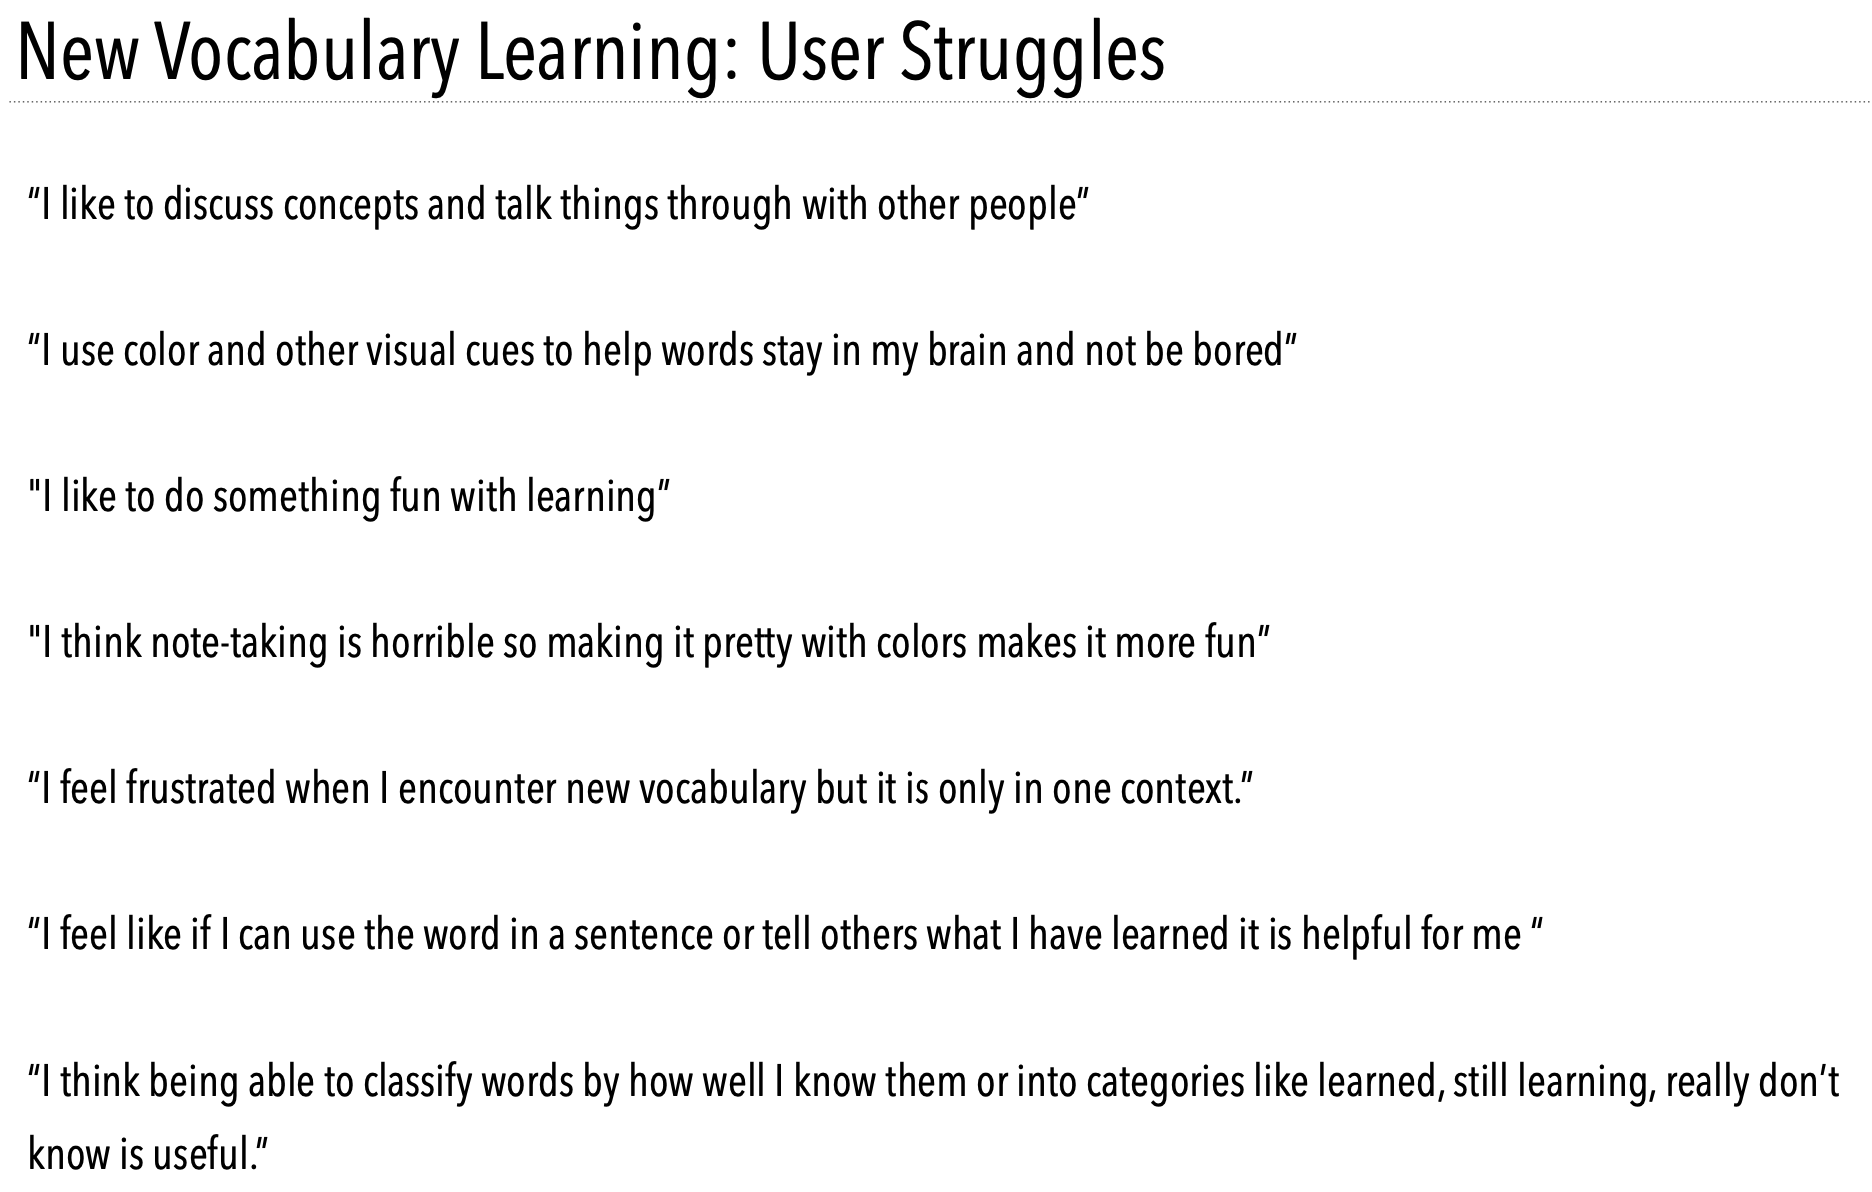 New Vocabulary Learning: User Struggles
“I like to discuss concepts and talk things through with other people”
“I use color and other visual cues to help words stay in my brain and not be bored”
"I like to do something fun with learning”
"I think note-taking is horrible so making it pretty with colors makes it more fun”
“I feel frustrated when I encounter new vocabulary but it is only in one context.”
“I feel like if I can use the word in a sentence or tell others what I have learned it is helpful for me “
“I think being able to classify words by how well I know them or into categories like learned, still learning, really don’t
know is useful.”